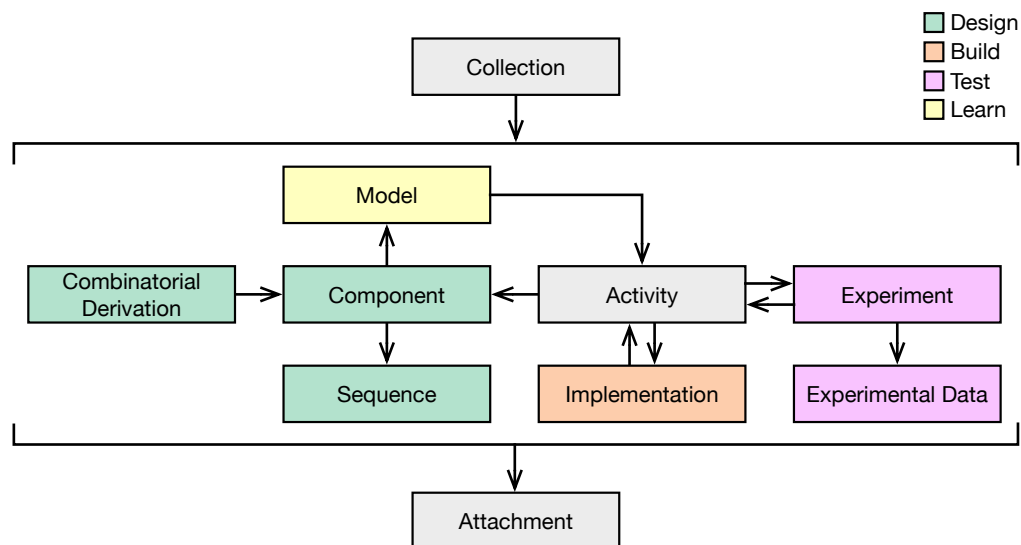 Design
Build
Test
Learn
Collection
Model
Combinatorial
Derivation
Component
Activity
Experiment
Sequence
Implementation
Experimental Data
Attachment